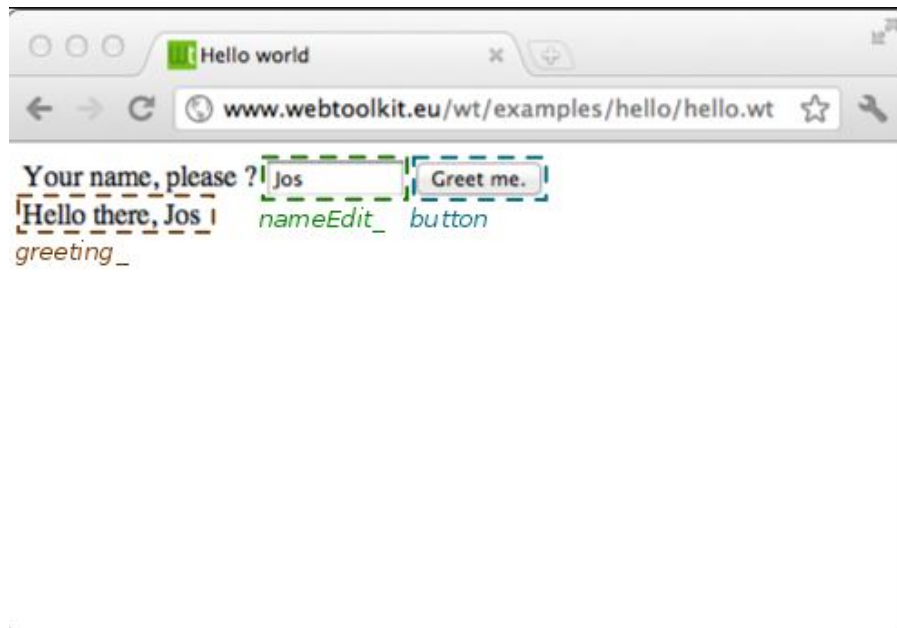 Wt Hello world
www.webtoolkit.eu/wt/examples/hello/hello.wt
Your name, please ? Jos Greet me.
Hello there, Jos
nameEdit_ button
greeting_